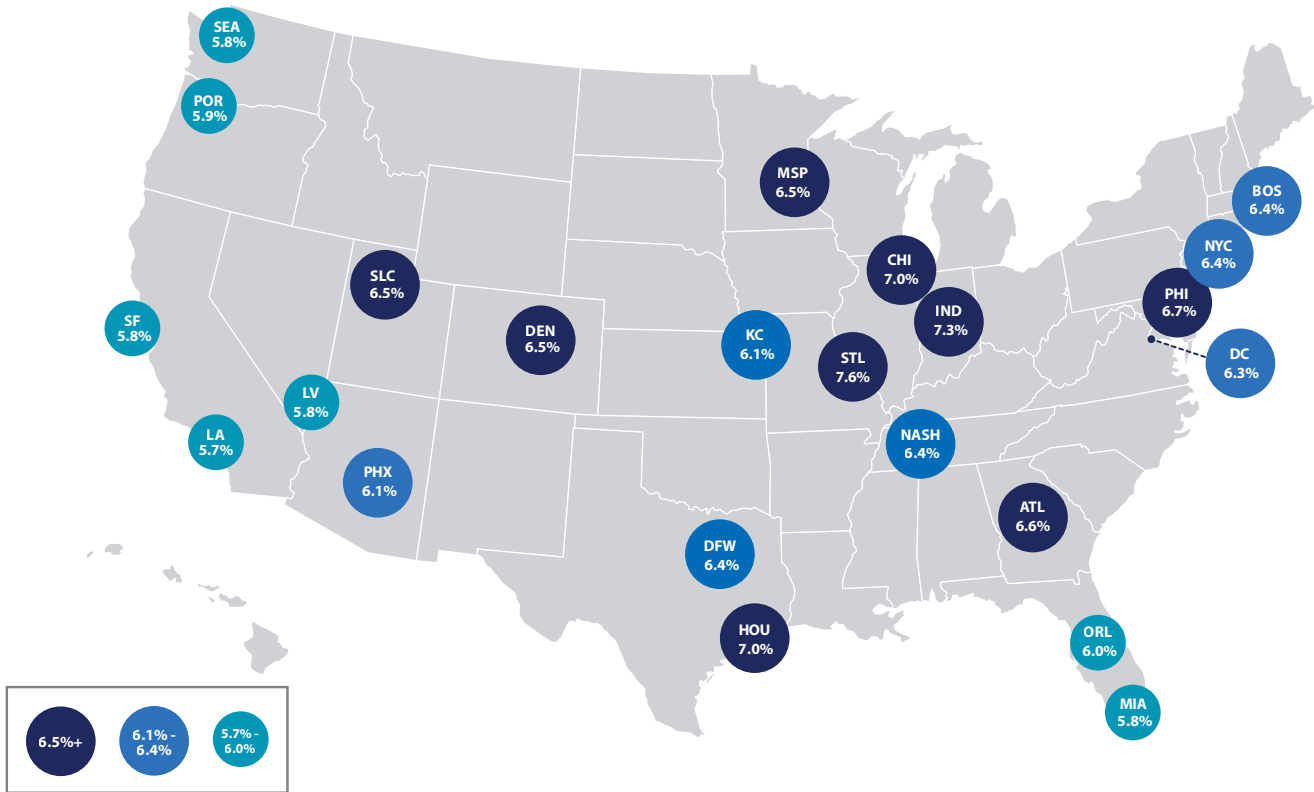 SEA
5.8%
POR
5.9%
MSP
6.5%
BOS
6.4%
NYC
6.4%
CHI
7.0%
SLC
6.5%
PHI
6.7%
IND
7.3%
SF
5.8%
DEN
6.5%
KC
6.1%
STL
7.6%
DC
6.3%
LV
5.8%
LA
5.7%
NASH
6.4%
PHX
6.1%
ATL
6.6%
DFW
6.4%
HOU
7.0%
ORL
6.0%
MIA
5.8%
6.5%+
6.1% -
6.4%
5.7% -
6.0%